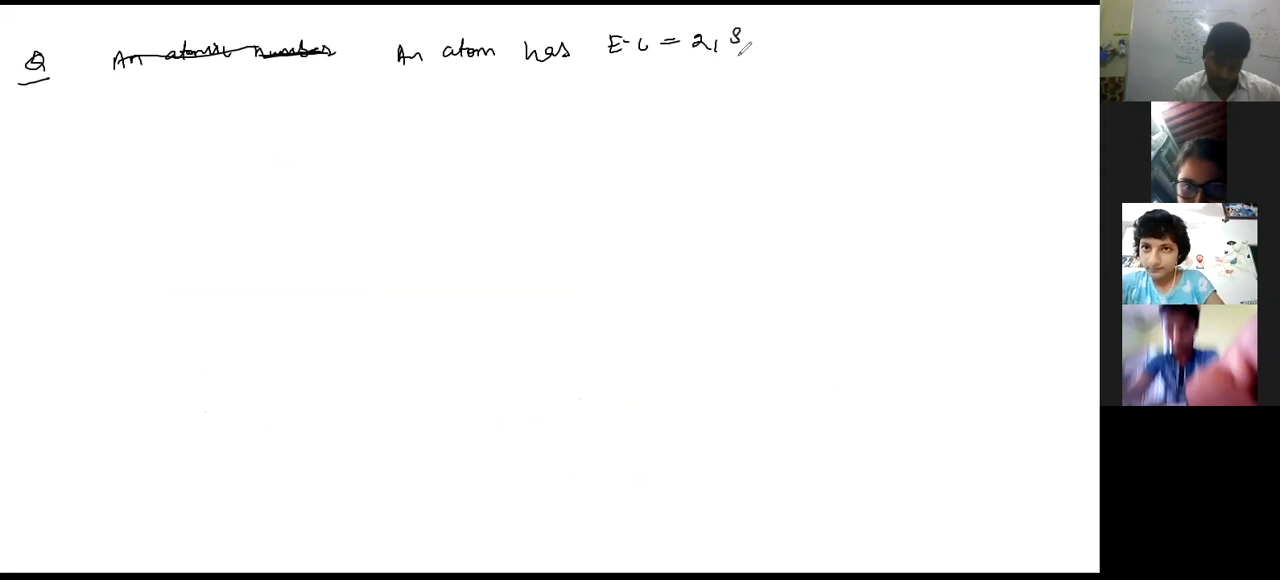 Q An atomic number An atom has E-C = 2, 8